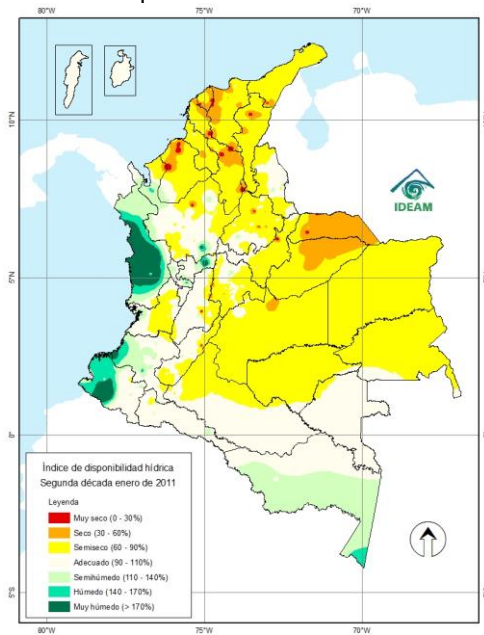 80°W 75°W 70°W
10°N
IDEAM
5°N
0°
Índice de disponibilidad hídrica
Segunda década enero de 2011
Leyenda
Muy seco (0 - 30%)
Seco (30 - 60%)
Semiseco (60 - 90%)
Adecuado (90 - 110%)
Semihúmedo (110 - 140%)
Húmedo (140 - 170%)
Muy húmedo (> 170%)
5°S
80°W 75°W 70°W